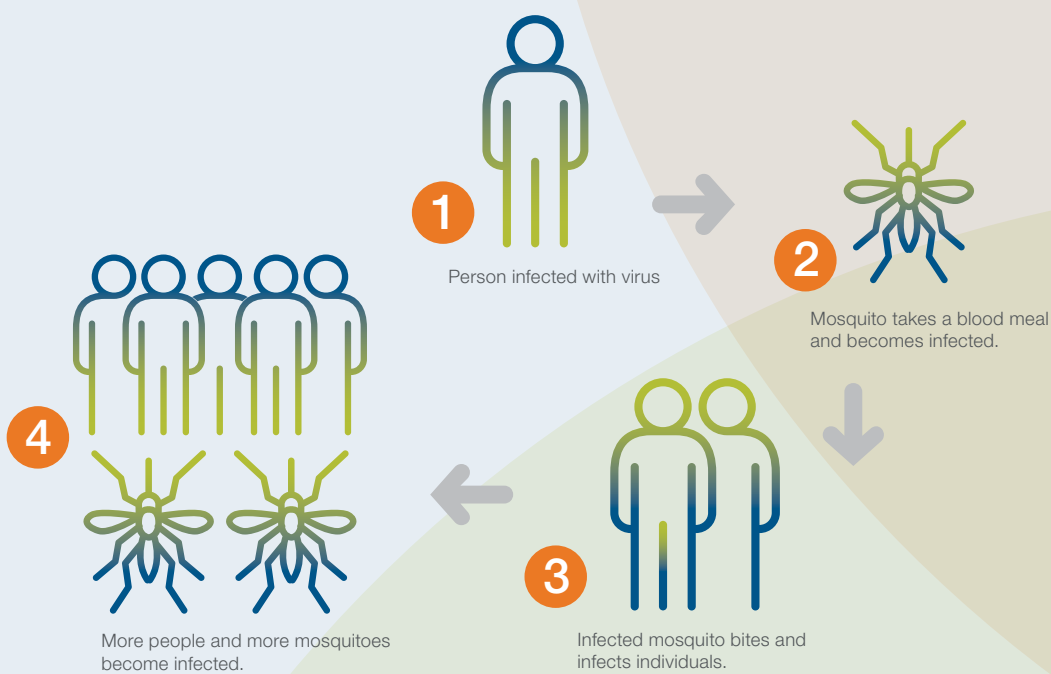 1
Person infected with virus
2
Mosquito takes a blood meal
and becomes infected.
3
Infected mosquito bites and
infects individuals.
4
More people and more mosquitoes
become infected.